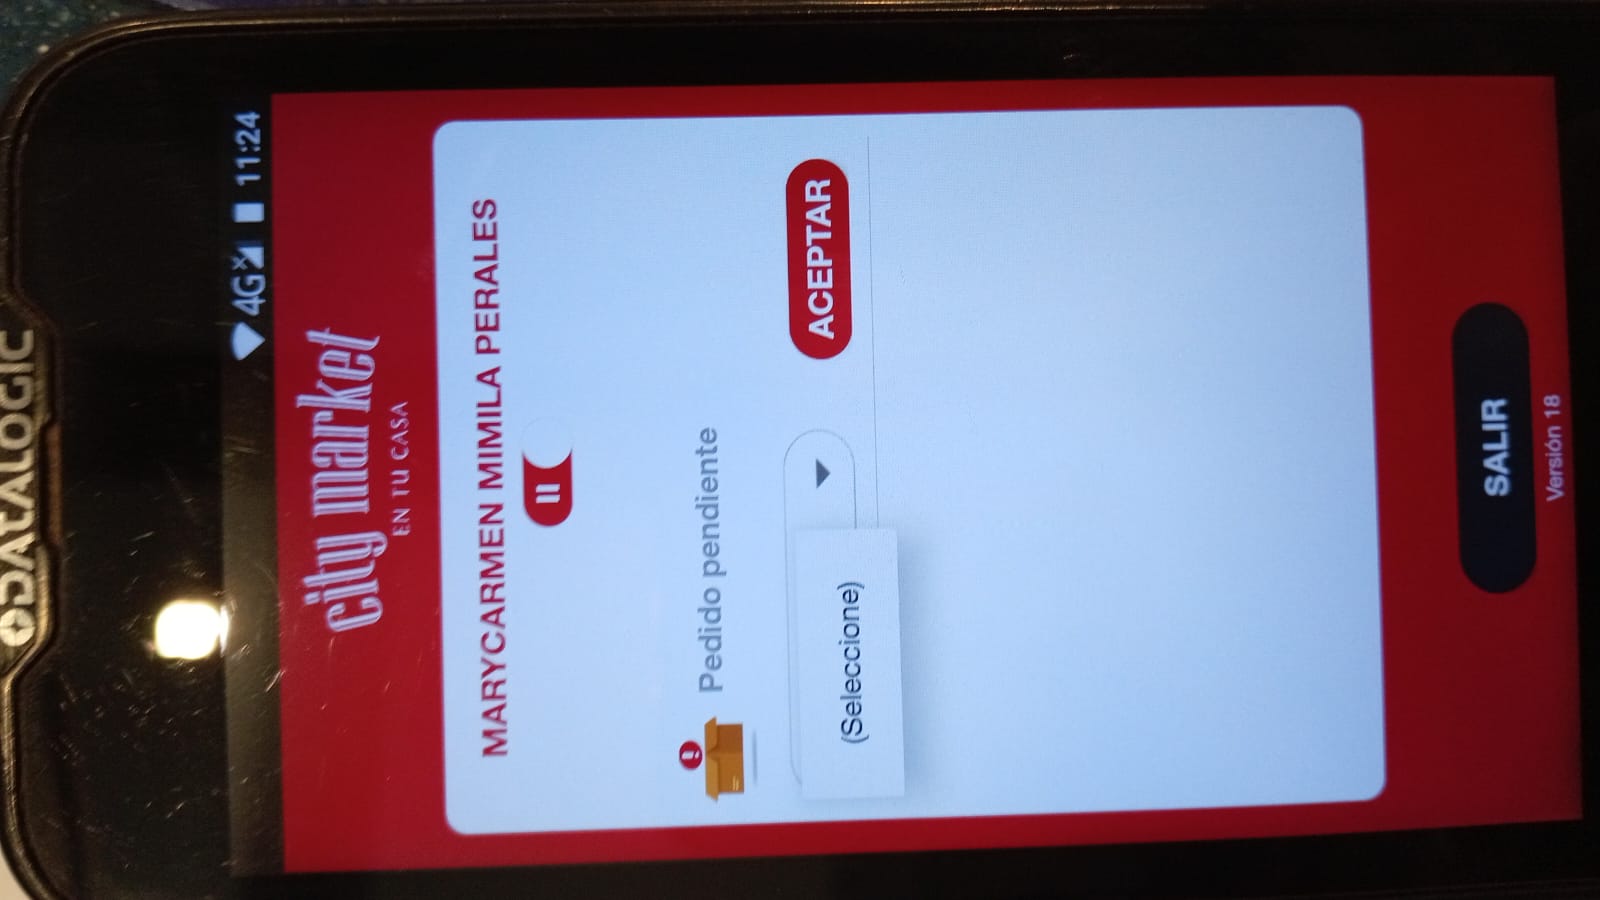 DATALOGIC
4G 11:24
city market
EN TU CASA
MARYCARMEN MIMILA PERALES
Pedido pendiente
ACEPTAR
(Seleccione)
SALIR
Versión 18